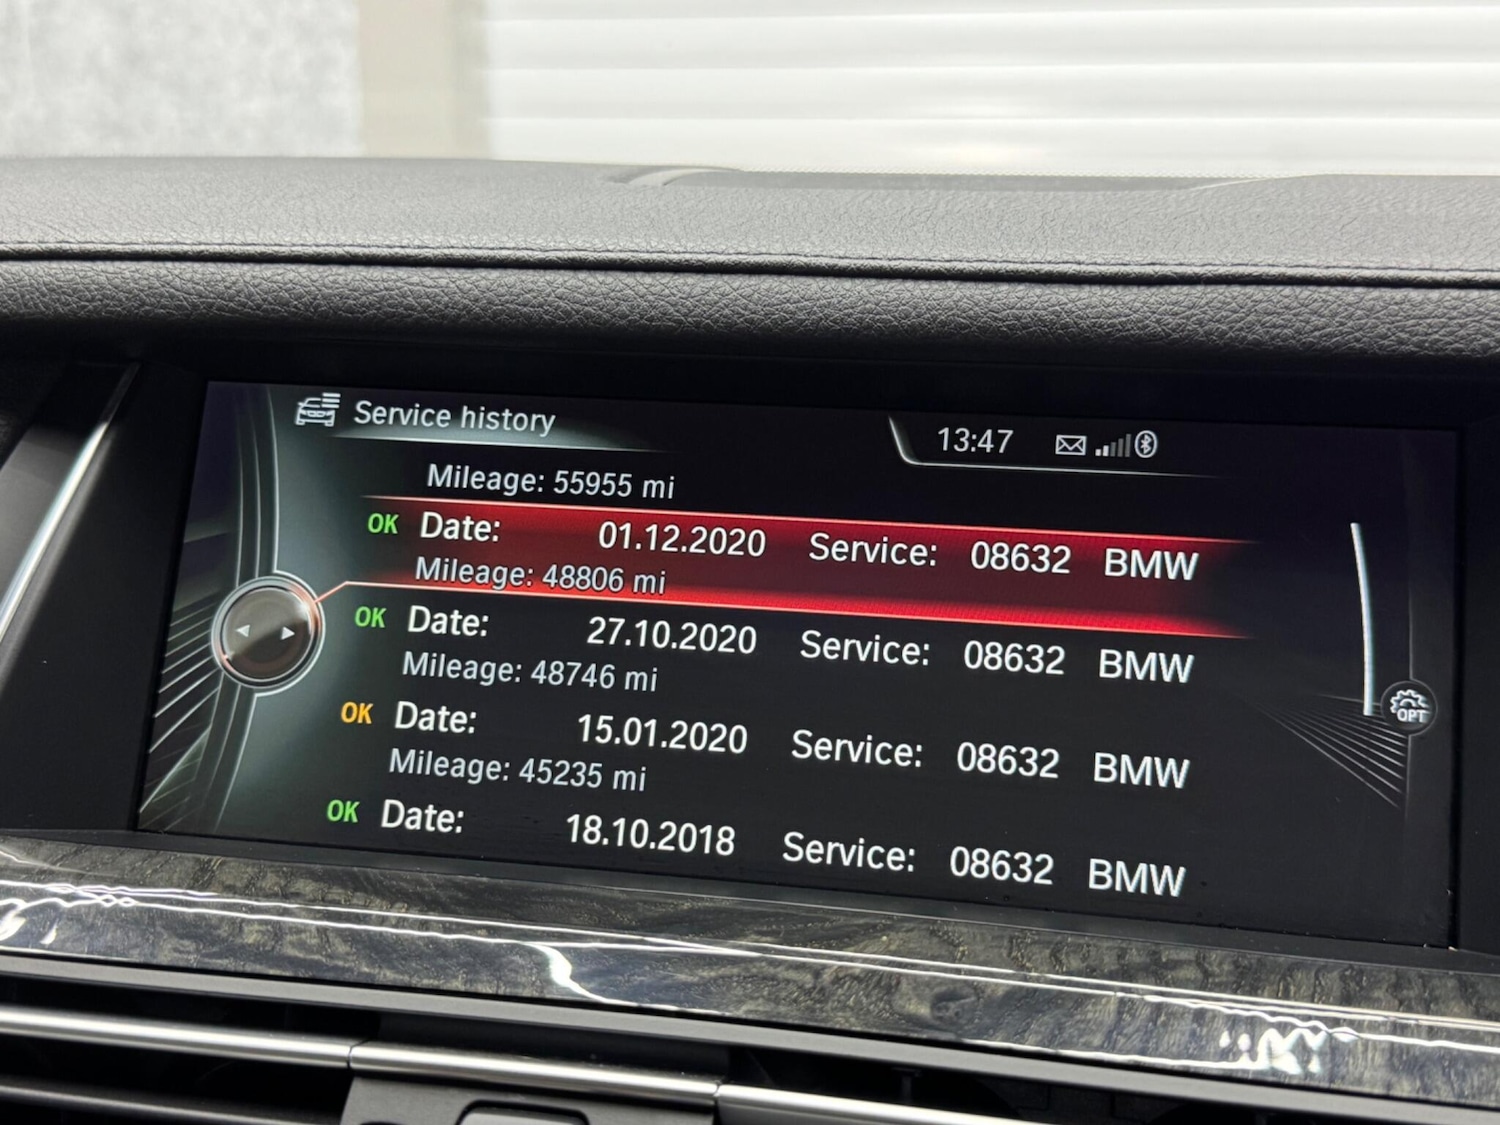 Service history
13:47
Mileage: 55955 mi
OK Date: 01.12.2020 Service: 08632 BMW
Mileage: 48806 mi
OK Date: 27.10.2020 Service: 08632 BMW
Mileage: 48746 mi
OK Date: 15.01.2020 Service: 08632 BMW
Mileage: 45235 mi
OK Date: 18.10.2018 Service: 08632 BMW
OPT